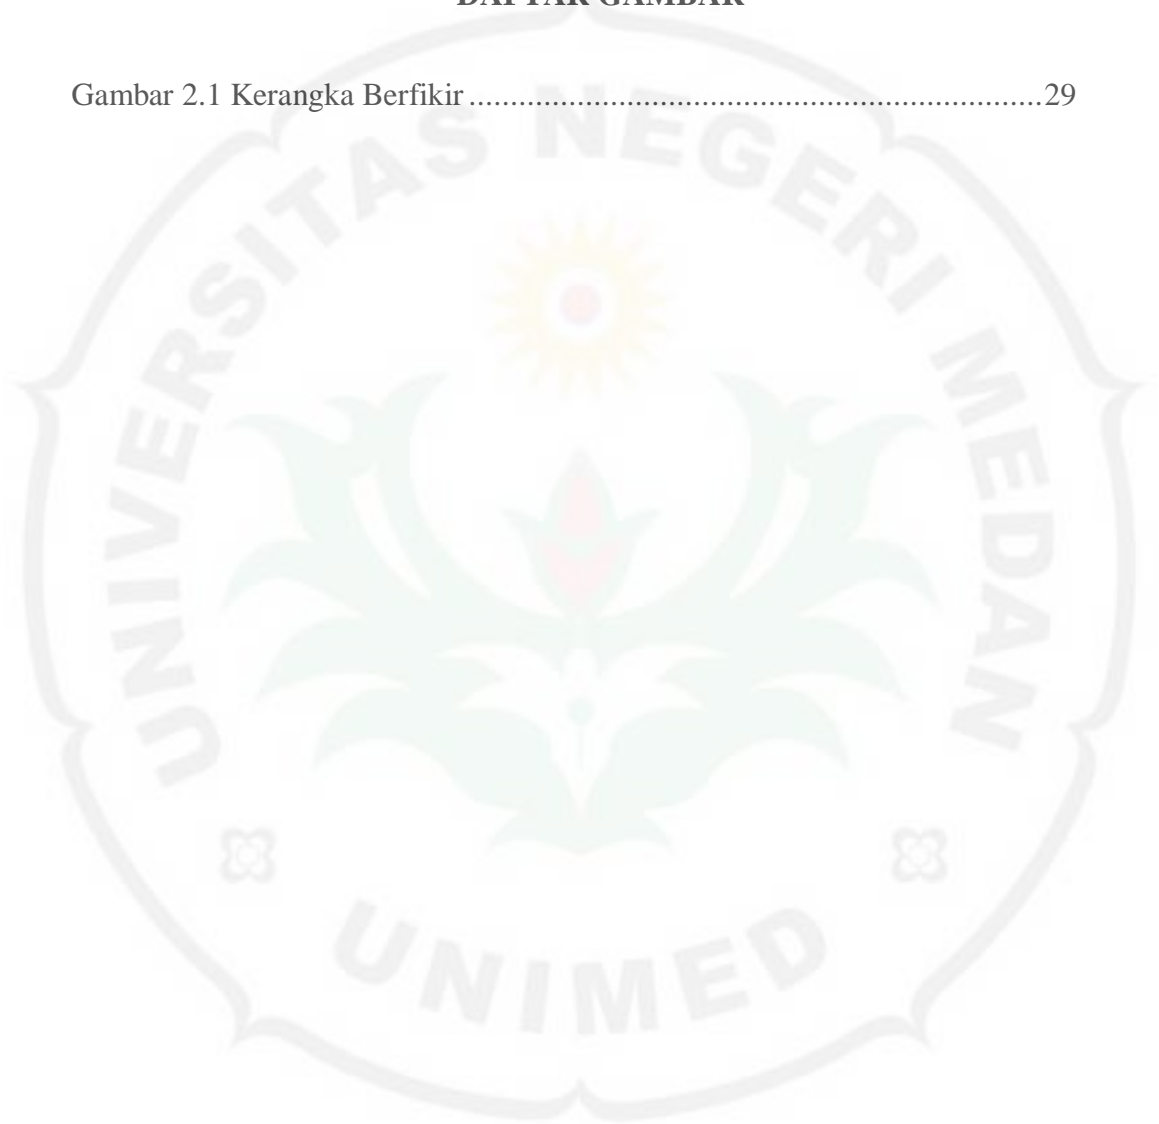 DAFTAR GAMBAR
Gambar 2.1 Kerangka Berfikir......................................................................29
UNIVERSITAS NEGERI MEDAN
UNIMED